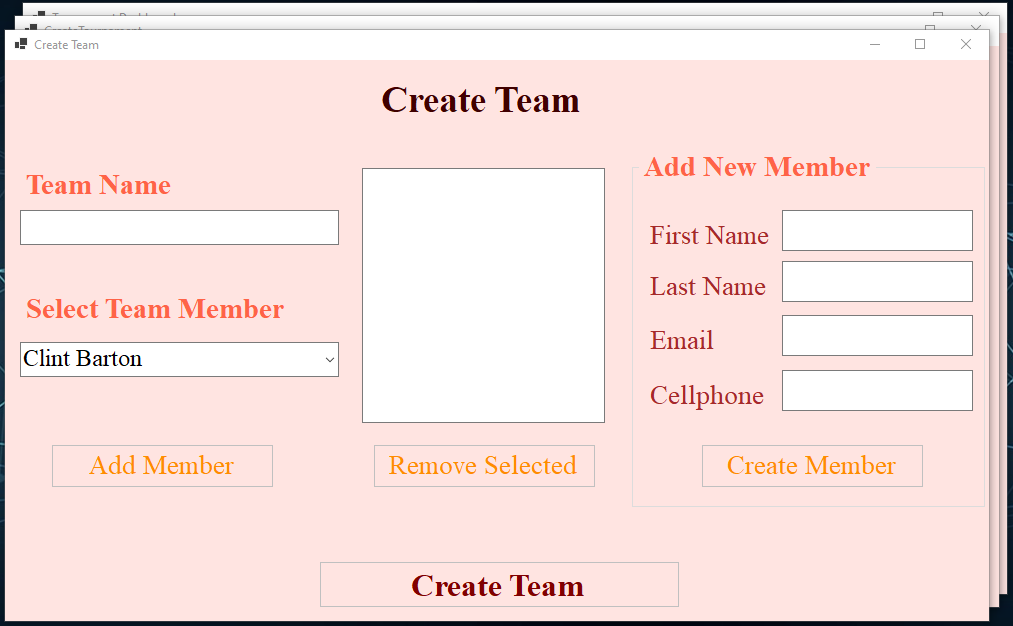 Create Team
Create Team
Team Name
Select Team Member
Clint Barton
Add Member
Remove Selected
Add New Member
First Name
Last Name
Email
Cellphone
Create Member
Create Team